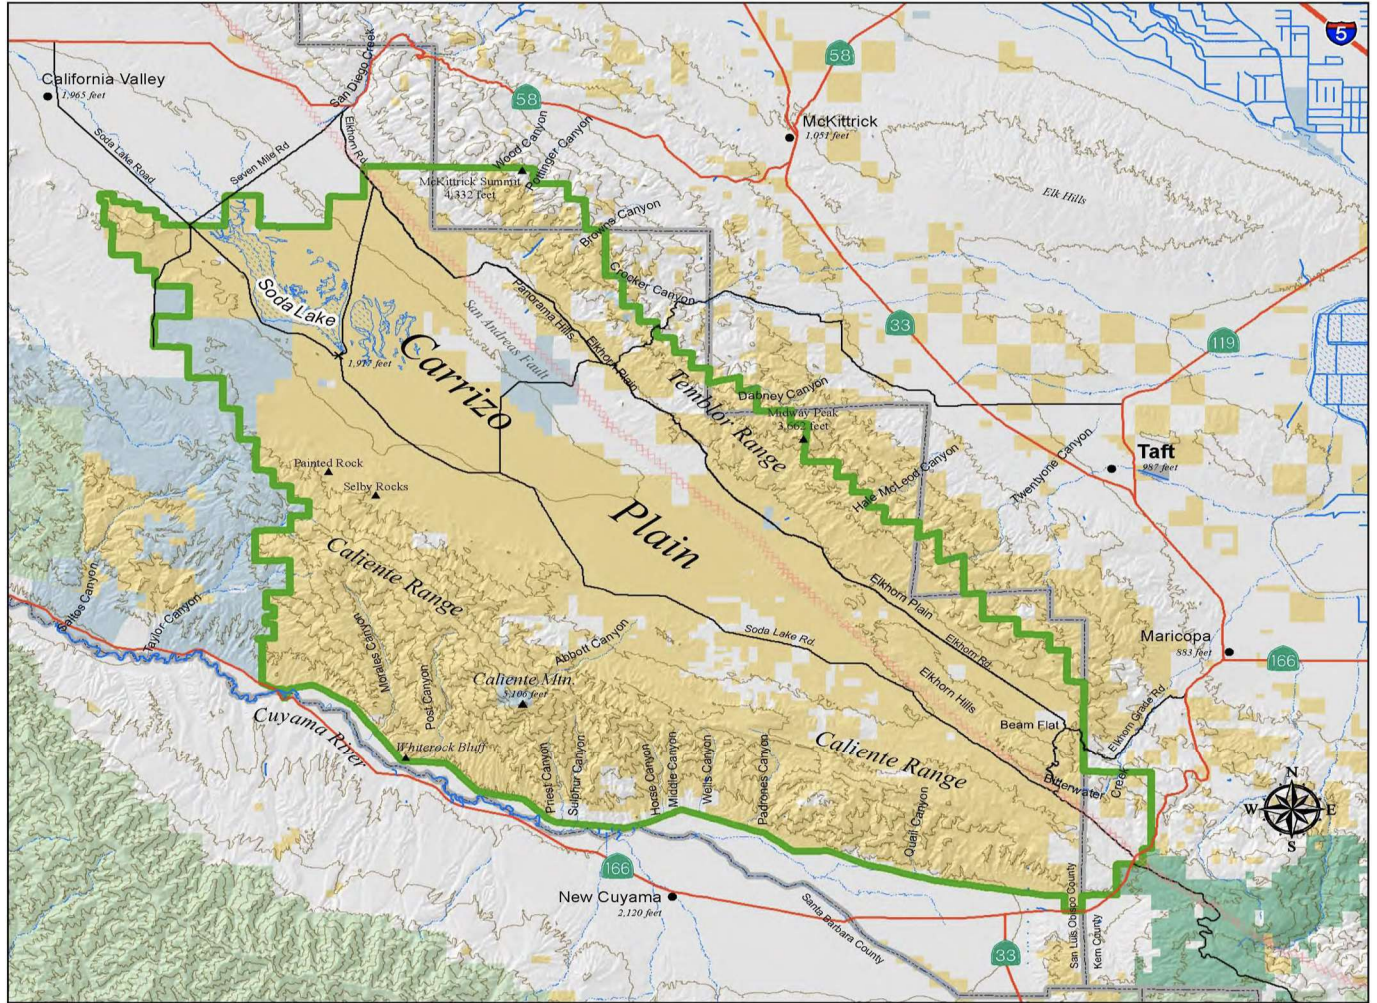 5
California Valley
1,965 feet
San Diego Creek
58
58
McKittrick
1,051 feet
Soda Lake Road
Seven Mile Rd
Elkhorn Rd
Wood Canyon
Pottinger Canyon
McKittrick Summit
4,332 feet
Elk Hills
Browns Canyon
Crocker Canyon
Soda Lake
1,917 feet
San Andreas Fault
Panorama Hills
Elkhorn Plain
33
119
Carrizo
Temblor Range
Dabney Canyon
Midway Peak
3,662 feet
Taft
987 feet
Twentyone Canyon
Hale McLeod Canyon
Painted Rock
Selby Rocks
Plain
Caliente Range
Taylor Canyon
Morales Canyon
Post Canyon
Abbott Canyon
Caliente Mtn.
5,106 feet
Soda Lake Rd.
Elkhorn Plain
Elkhorn Rd.
Elkhorn Hills
Beam Flat
Maricopa
883 feet
166
Elkhorn Grade Rd
Cuyama River
Whiterock Bluff
Priest Canyon
Sulphur Canyon
Horse Canyon
Middle Canyon
Wells Canyon
Padrones Canyon
Caliente Range
Quail Canyon
Bitterwater
Creek
N
W
E
S
166
New Cuyama
2,120 feet
Santa Barbara County
33
San Luis Obispo County
Kern County